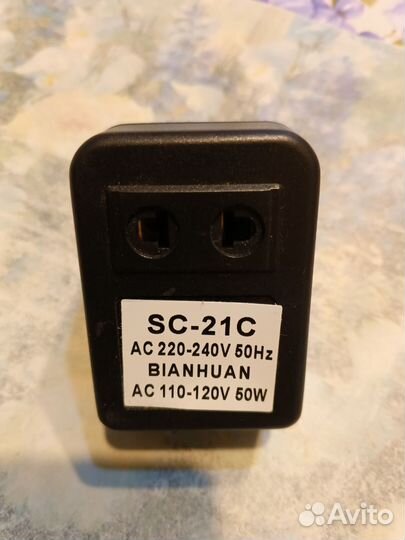 SC-21C
AC 220-240V 50Hz
BIANHUAN
AC 110-120V 50W
Avito